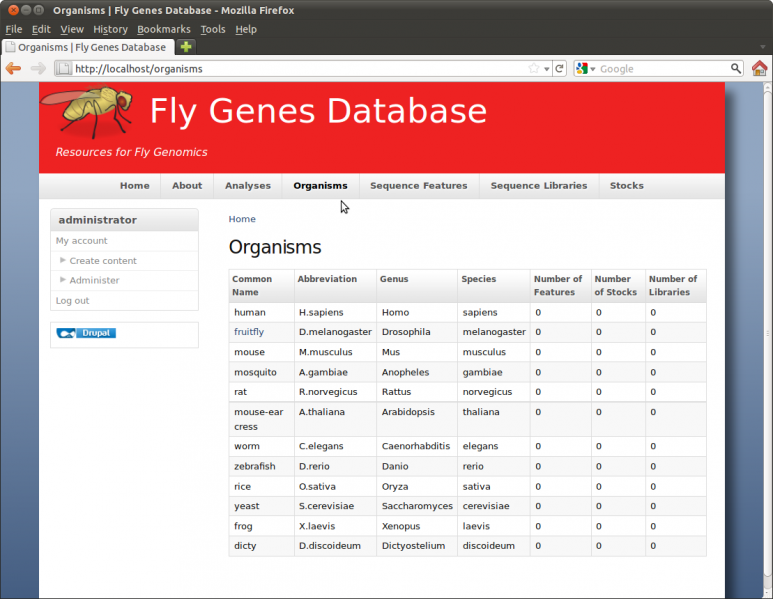 Organisms | Fly Genes Database - Mozilla Firefox
File Edit View History Bookmarks Tools Help
Organisms | Fly Genes Database
http://localhost/organisms Google
Fly Genes Database
Resources for Fly Genomics
Home About Analyses Organisms Sequence Features Sequence Libraries Stocks
administrator
My account
Create content
Administer
Log out
Drupal
Home
Organisms
Common Name Abbreviation Genus Species Number of Features Number of Stocks Number of Libraries
human H.sapiens Homo sapiens 0 0 0
fruitfly D.melanogaster Drosophila melanogaster 0 0 0
mouse M.musculus Mus musculus 0 0 0
mosquito A.gambiae Anopheles gambiae 0 0 0
rat R.norvegicus Rattus norvegicus 0 0 0
mouse-ear cress A.thaliana Arabidopsis thaliana 0 0 0
worm C.elegans Caenorhabditis elegans 0 0 0
zebrafish D.rerio Danio rerio 0 0 0
rice O.sativa Oryza sativa 0 0 0
yeast S.cerevisiae Saccharomyces cerevisiae 0 0 0
frog X.laevis Xenopus laevis 0 0 0
dicty D.discoideum Dictyostelium discoideum 0 0 0